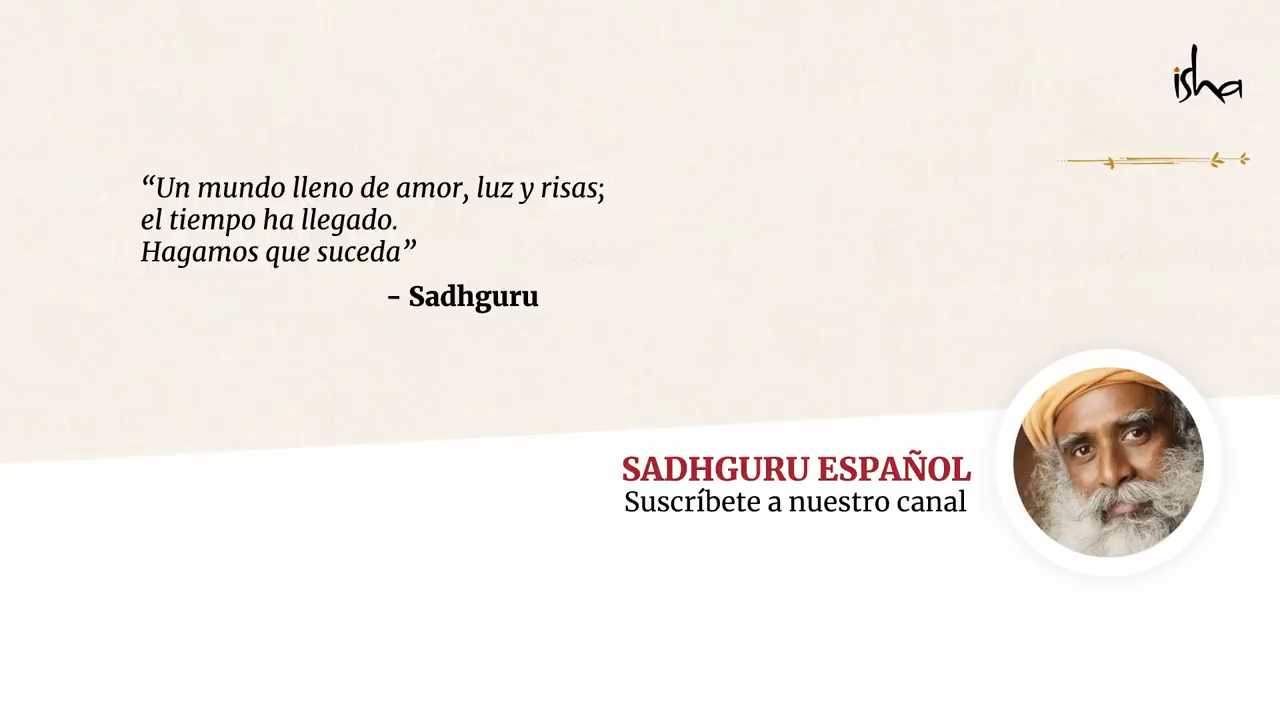 isha
“Un mundo lleno de amor, luz y risas;
el tiempo ha llegado.
Hagamos que suceda”
- Sadhguru
SADHGURU ESPAÑOL
Suscríbete a nuestro canal